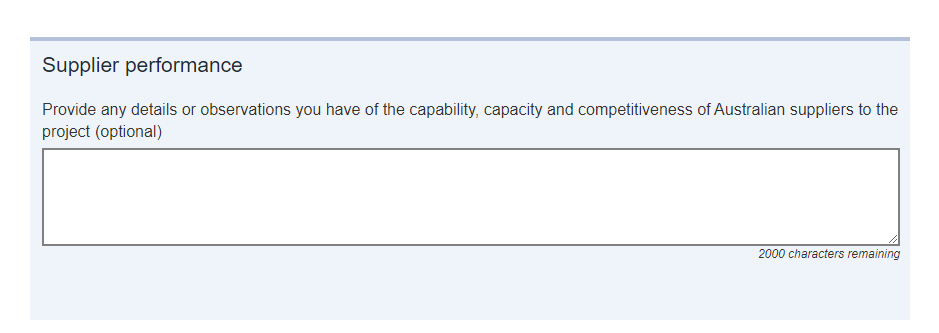 Supplier performance
Provide any details or observations you have of the capability, capacity and competitiveness of Australian suppliers to the
project (optional)
2000 characters remaining